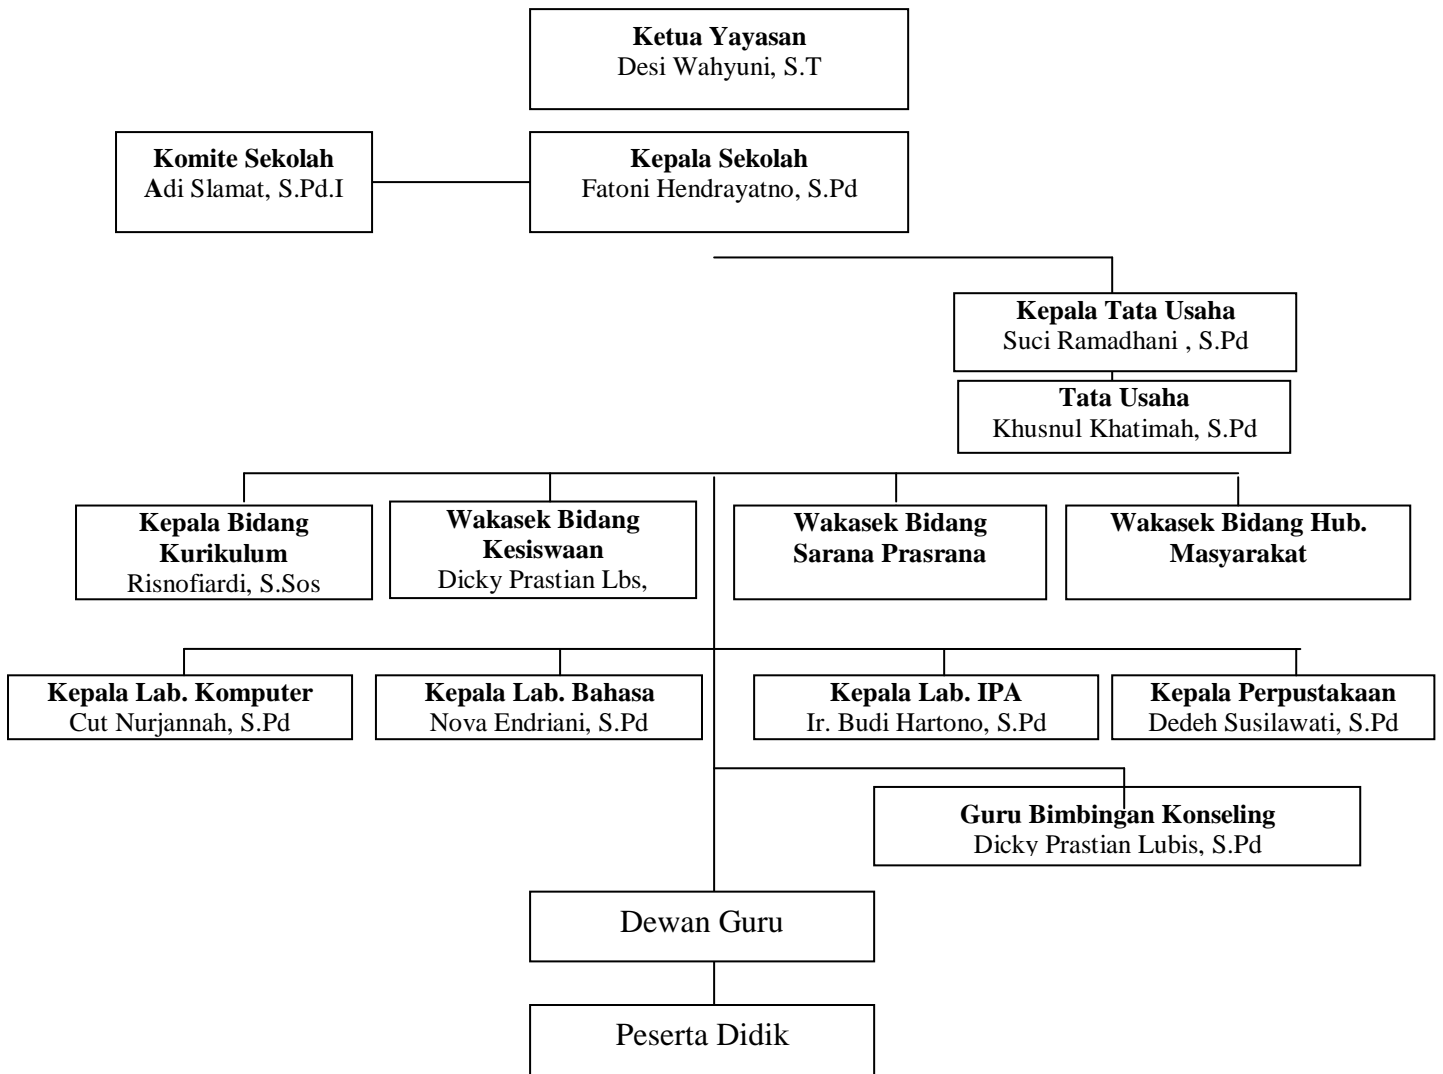 Ketua Yayasan
Desi Wahyuni, S.T
Komite Sekolah
Adi Slamat, S.Pd.I
Kepala Sekolah
Fatoni Hendrayatno, S.Pd
Kepala Tata Usaha
Suci Ramadhani , S.Pd
Tata Usaha
Khusnul Khatimah, S.Pd
Kepala Bidang
Kurikulum
Risnofiardi, S.Sos
Wakasek Bidang
Kesiswaan
Dicky Prastian Lbs,
Wakasek Bidang
Sarana Prasrana
Wakasek Bidang Hub.
Masyarakat
Kepala Lab. Komputer
Cut Nurjannah, S.Pd
Kepala Lab. Bahasa
Nova Endriani, S.Pd
Kepala Lab. IPA
Ir. Budi Hartono, S.Pd
Kepala Perpustakaan
Dedeh Susilawati, S.Pd
Guru Bimbingan Konseling
Dicky Prastian Lubis, S.Pd
Dewan Guru
Peserta Didik